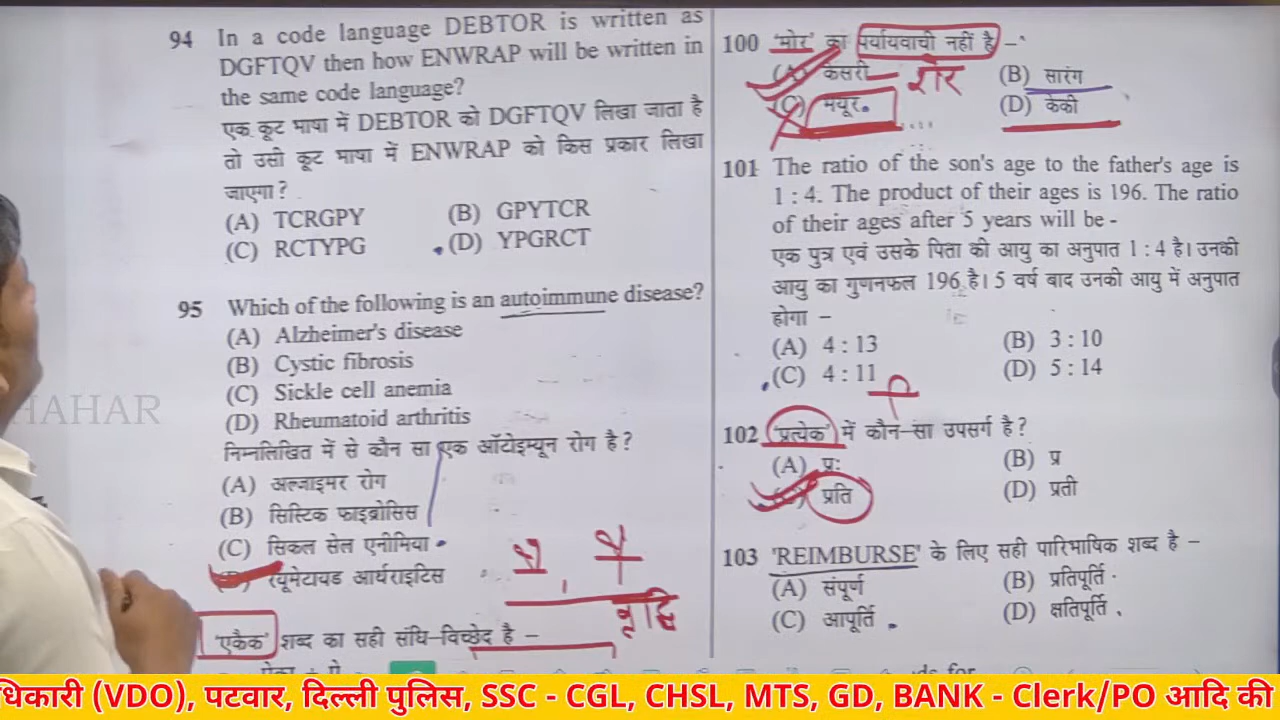 94 In a code language DEBTOR is written as
DGFTQV then how ENWRAP will be written in
the same code language?
एक कूट भाषा में DEBTOR को DGFTQV लिखा जाता है
तो उसी कूट भाषा में ENWRAP को किस प्रकार लिखा
जाएगा?
(A) TCRGPY (B) GPYTCR
(C) RCTYPG (D) YPGRCT
95 Which of the following is an autoimmune disease?
(A) Alzheimer's disease
(B) Cystic fibrosis
(C) Sickle cell anemia
(D) Rheumatoid arthritis
निम्नलिखित में से कौन सा एक ऑटोइम्यून रोग है?
(A) अल्जाइमर रोग
(B) सिस्टिक फाइब्रोसिस
(C) सिकल सेल एनीमिया
र्‍यूमेटायड आर्थराइटिस
वृद्धि
'एकैक' शब्द का सही संधि–विच्छेद है –
100 'मोर' का पर्यायवाची नहीं है –
(A) केसरी शेर (B) सारंग
(C) मयूर (D) केकी
101 The ratio of the son's age to the father's age is
1 : 4. The product of their ages is 196. The ratio
of their ages after 5 years will be -
एक पुत्र एवं उसके पिता की आयु का अनुपात 1 : 4 है। उनकी
आयु का गुणनफल 196 है। 5 वर्ष बाद उनकी आयु में अनुपात
होगा –
(A) 4 : 13 (B) 3 : 10
(C) 4 : 11 (D) 5 : 14
102 'प्रत्येक' में कौन–सा उपसर्ग है?
(A) प्र: (B) प्र
प्रति (D) प्रती
103 'REIMBURSE' के लिए सही पारिभाषिक शब्द है –
(A) संपूर्ण (B) प्रतिपूर्ति
(C) आपूर्ति (D) क्षतिपूर्ति
HAHAR
धिकारी (VDO), पटवार, दिल्ली पुलिस, SSC - CGL, CHSL, MTS, GD, BANK - Clerk/PO आदि की